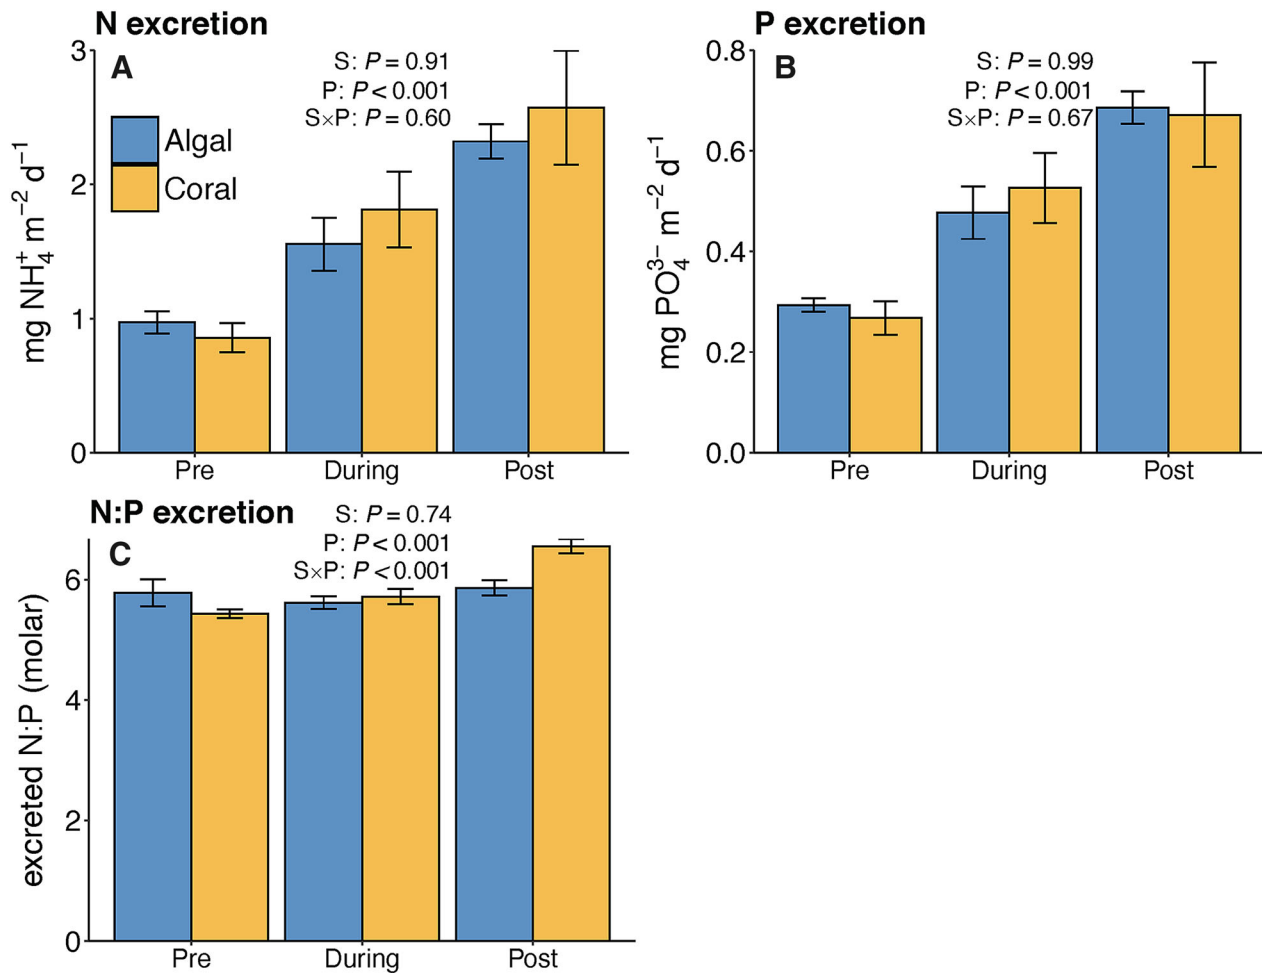 N excretion
A
S: P = 0.91
P: P < 0.001
S×P: P = 0.60
Algal
Coral
mg NH₄⁺ m⁻² d⁻¹
3
2
1
0
Pre During Post
P excretion
B
S: P = 0.99
P: P < 0.001
S×P: P = 0.67
mg PO₄³⁻ m⁻² d⁻¹
0.8
0.6
0.4
0.2
0.0
Pre During Post
N:P excretion
C
S: P = 0.74
P: P < 0.001
S×P: P < 0.001
excreted N:P (molar)
6
4
2
0
Pre During Post